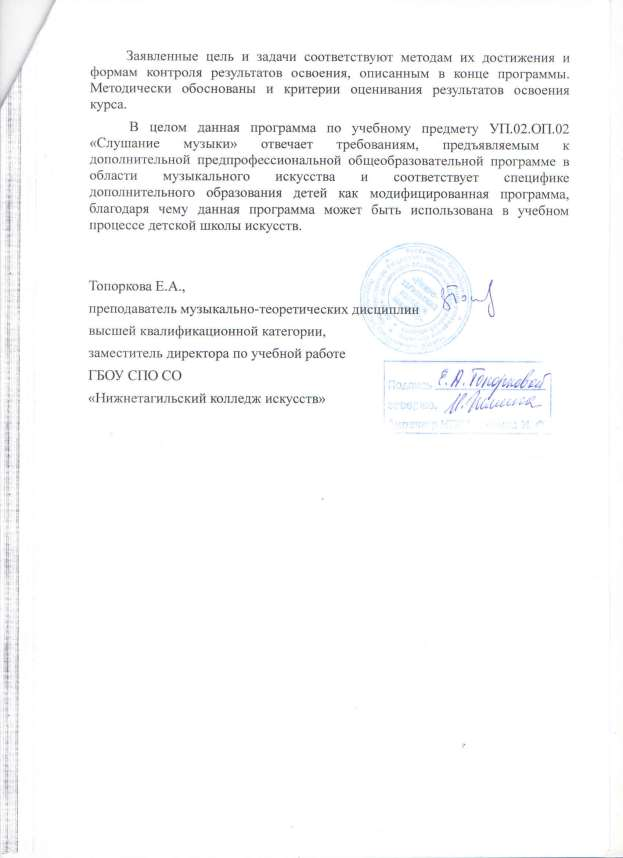 Заявленные цель и задачи соответствуют методам их достижения и
формам контроля результатов освоения, описанным в конце программы.
Методически обоснованы и критерии оценивания результатов освоения
курса.
В целом данная программа по учебному предмету УП.02.ОП.02
«Слушание музыки» отвечает требованиям, предъявляемым к
дополнительной предпрофессиональной общеобразовательной программе в
области музыкального искусства и соответствует специфике
дополнительного образования детей как модифицированная программа,
благодаря чему данная программа может быть использована в учебном
процессе детской школы искусств.
Топоркова Е.А.,
преподаватель музыкально-теоретических дисциплин
высшей квалификационной категории,
заместитель директора по учебной работе
ГБОУ СПО СО
«Нижнетагильский колледж искусств»
Подпись Е.А. Топорковой